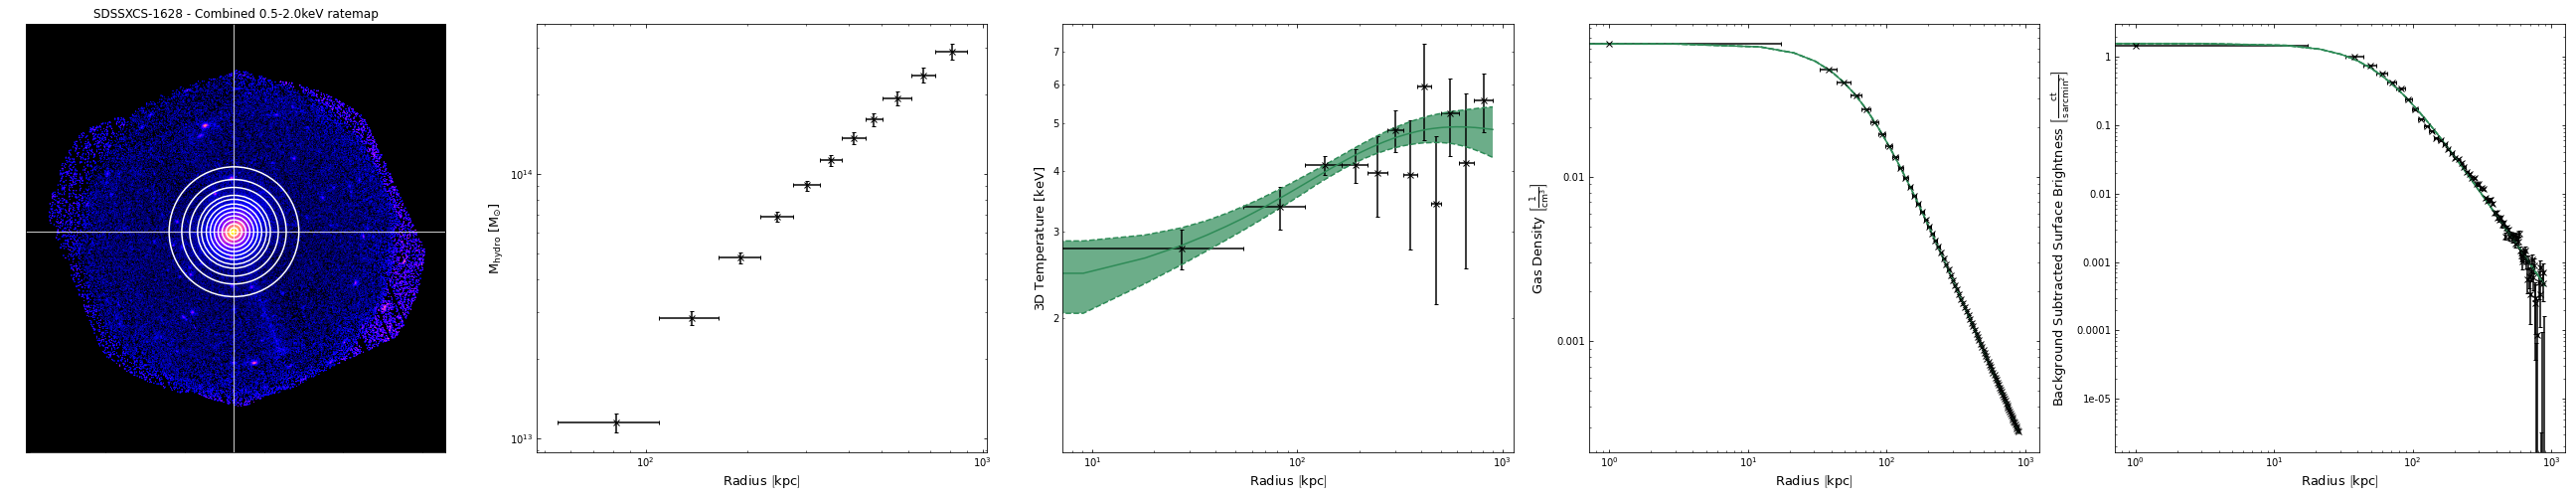 SDSSXCS-1628 - Combined 0.5-2.0keV ratemap
M_hydro [M_⊙]
10^14
10^13
10^2
10^3
Radius [kpc]
3D Temperature [keV]
7
6
5
4
3
2
10^1
10^2
10^3
Radius [kpc]
Gas Density [1/cm^3]
0.01
0.001
10^0
10^1
10^2
10^3
Radius [kpc]
Background Subtracted Surface Brightness [ct/(s arcmin^2)]
1
0.1
0.01
0.001
0.0001
1e-05
10^0
10^1
10^2
10^3
Radius [kpc]